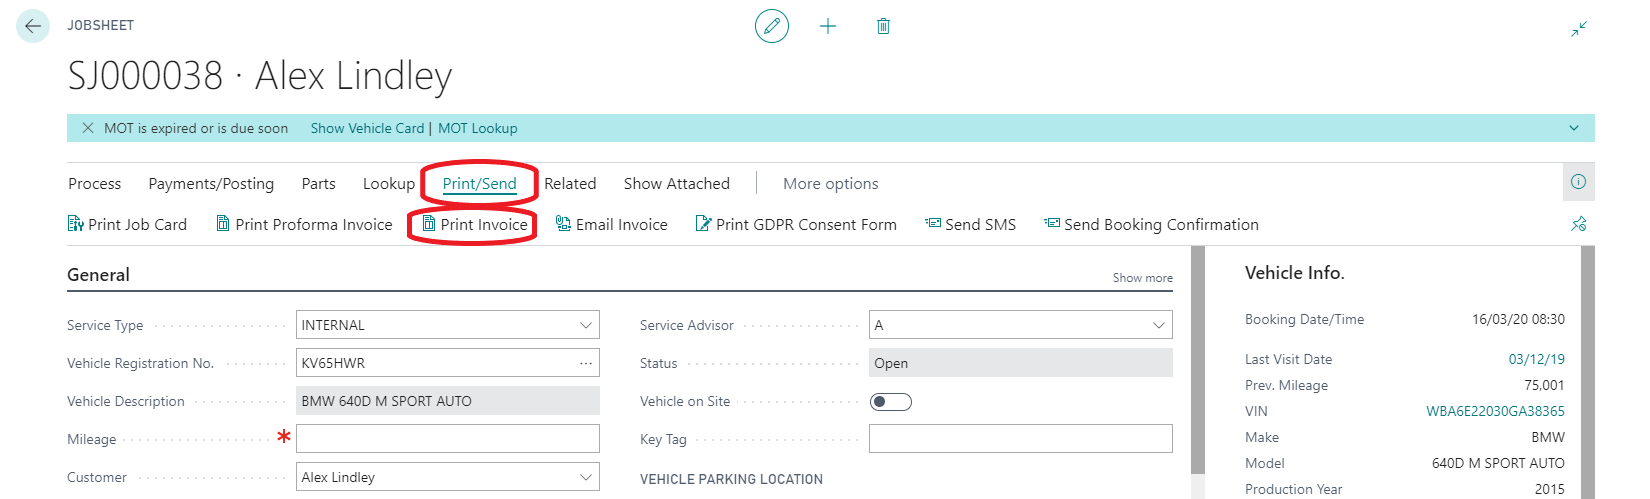 JOBSHEET
SJ000038 · Alex Lindley
MOT is expired or is due soon Show Vehicle Card | MOT Lookup
Process Payments/Posting Parts Lookup Print/Send Related Show Attached More options
Print Job Card Print Proforma Invoice Print Invoice Email Invoice Print GDPR Consent Form Send SMS Send Booking Confirmation
General Show more
Service Type INTERNAL
Vehicle Registration No. KV65HWR
Vehicle Description BMW 640D M SPORT AUTO
Mileage *
Customer Alex Lindley
Service Advisor A
Status Open
Vehicle on Site
Key Tag
VEHICLE PARKING LOCATION
Vehicle Info.
Booking Date/Time 16/03/20 08:30
Last Visit Date 03/12/19
Prev. Mileage 75,001
VIN WBA6E22030GA38365
Make BMW
Model 640D M SPORT AUTO
Production Year 2015